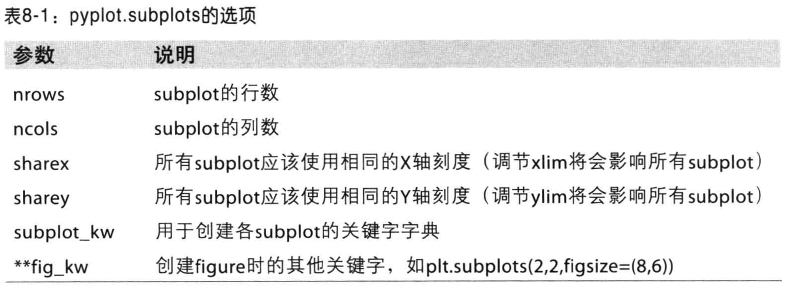 表8-1：pyplot.subplots的选项
参数 说明
nrows subplot的行数
ncols subplot的列数
sharex 所有subplot应该使用相同的X轴刻度（调节xlim将会影响所有subplot）
sharey 所有subplot应该使用相同的Y轴刻度（调节ylim将会影响所有subplot）
subplot_kw 用于创建各subplot的关键字字典
**fig_kw 创建figure时的其他关键字，如plt.subplots(2,2,figsize=(8,6))